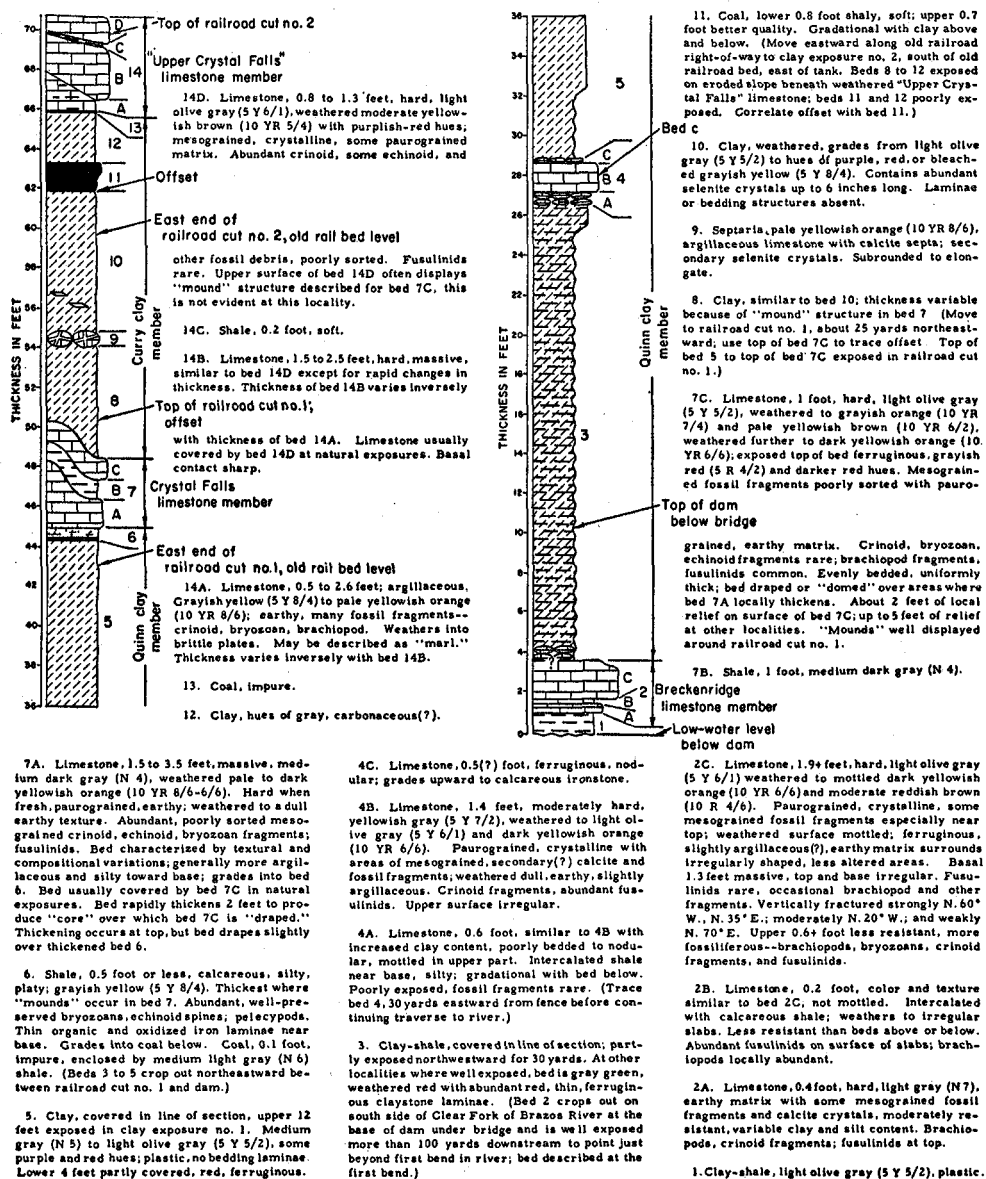 70
68
66
64
62
60
58
56
54
52
50
48
46
44
42
40
38
36
THICKNESS IN FEET
D
C
B
14
A
13
12
11
10
9
8
C
B
7
A
6
5
Top of railroad cut no. 2
"Upper Crystal Falls"
limestone member
14D. Limestone, 0.8 to 1.3 feet, hard, light
olive gray (5 Y 6/1), weathered moderate yellow-
ish brown (10 YR 5/4) with purplish-red hues;
mesograined, crystalline, some paurograined
matrix. Abundant crinoid, some echinoid, and
Offset
East end of
railroad cut no. 2, old rail bed level
other fossil debris, poorly sorted. Fusulinids
rare. Upper surface of bed 14D often displays
"mound" structure described for bed 7C, this
is not evident at this locality.
Curry clay
member
14C. Shale, 0.2 foot, soft.
14B. Limestone, 1.5 to 2.5 feet, hard, massive,
similar to bed 14D except for rapid changes in
thickness. Thickness of bed 14B varies inversely
Top of railroad cut no. 1,
offset
with thickness of bed 14A. Limestone usually
covered by bed 14D at natural exposures. Basal
contact sharp.
Crystal Falls
limestone member
East end of
railroad cut no. 1, old rail bed level
Quinn clay
member
14A. Limestone, 0.5 to 2.6 feet; argillaceous,
Grayish yellow (5 Y 8/4) to pale yellowish orange
(10 YR 8/6); earthy, many fossil fragments--
crinoid, bryozoan, brachiopod. Weathers into
brittle plates. May be described as "marl."
Thickness varies inversely with bed 14B.
13. Coal, impure.
12. Clay, hues of gray, carbonaceous(?).
36
34
32
30
28
26
24
22
20
18
16
14
12
10
8
6
4
2
0
THICKNESS IN FEET
5
C
B 4
A
3
?
C
2
B
A
1
Bed c
Quinn clay
member
Top of dam
below bridge
Breckenridge
limestone member
Low-water level
below dam
11. Coal, lower 0.8 foot shaly, soft; upper 0.7
foot better quality. Gradational with clay above
and below. (Move eastward along old railroad
right-of-way to clay exposure no. 2, south of old
railroad bed, east of tank. Beds 8 to 12 exposed
on eroded slope beneath weathered "Upper Crys-
tal Falls" limestone; beds 11 and 12 poorly ex-
posed. Correlate offset with bed 11.)
10. Clay, weathered, grades from light olive
gray (5 Y 5/2) to hues of purple, red, or bleach-
ed grayish yellow (5 Y 8/4). Contains abundant
selenite crystals up to 6 inches long. Laminae
or bedding structures absent.
9. Septaria, pale yellowish orange (10 YR 8/6),
argillaceous limestone with calcite septa; sec-
ondary selenite crystals. Subrounded to elon-
gate.
8. Clay, similar to bed 10; thickness variable
because of "mound" structure in bed 7 (Move
to railroad cut no. 1, about 25 yards northeast-
ward; use top of bed 7C to trace offset Top of
bed 5 to top of bed 7C exposed in railroad cut
no. 1.)
7C. Limestone, 1 foot, hard, light olive gray
(5 Y 5/2), weathered to grayish orange (10 YR
7/4) and pale yellowish brown (10 YR 6/2),
weathered further to dark yellowish orange (10
YR 6/6); exposed top of bed ferruginous, grayish
red (5 R 4/2) and darker red hues. Mesograin-
ed fossil fragments poorly sorted with pauro-
grained, earthy matrix. Crinoid, bryozoan,
echinoid fragments rare; brachiopod fragments,
fusulinids common. Evenly bedded, uniformly
thick; bed draped or "domed" over areas where
bed 7A locally thickens. About 2 feet of local
relief on surface of bed 7C; up to 5 feet of relief
at other localities. "Mounds" well displayed
around railroad cut no. 1.
7B. Shale, 1 foot, medium dark gray (N 4).
7A. Limestone, 1.5 to 3.5 feet, massive, med-
ium dark gray (N 4), weathered pale to dark
yellowish orange (10 YR 8/6-6/6). Hard when
fresh, paurograined, earthy; weathered to a dull
earthy texture. Abundant, poorly sorted meso-
grained crinoid, echinoid, bryozoan fragments;
fusulinids. Bed characterized by textural and
compositional variations; generally more argil-
laceous and silty toward base; grades into bed
6. Bed usually covered by bed 7C in natural
exposures. Bed rapidly thickens 2 feet to pro-
duce "core" over which bed 7C is "draped."
Thickening occurs at top, but bed drapes slightly
over thickened bed 6.
6. Shale, 0.5 foot or less, calcareous, silty,
platy; grayish yellow (5 Y 8/4). Thickest where
"mounds" occur in bed 7. Abundant, well-pre-
served bryozoans, echinoid spines; pelecypods.
Thin organic and oxidized iron laminae near
base. Grades into coal below. Coal, 0.1 foot,
impure, enclosed by medium light gray (N 6)
shale. (Beds 3 to 5 crop out northeastward be-
tween railroad cut no. 1 and dam.)
5. Clay, covered in line of section, upper 12
feet exposed in clay exposure no. 1. Medium
gray (N 5) to light olive gray (5 Y 5/2), some
purple and red hues; plastic, no bedding laminae.
Lower 4 feet partly covered, red, ferruginous.
4C. Limestone, 0.5(?) foot, ferruginous, nod-
ular; grades upward to calcareous ironstone.
4B. Limestone, 1.4 feet, moderately hard,
yellowish gray (5 Y 7/2), weathered to light ol-
ive gray (5 Y 6/1) and dark yellowish orange
(10 YR 6/6). Paurograined, crystalline with
areas of mesograined, secondary(?) calcite and
fossil fragments; weathered dull, earthy, slightly
argillaceous. Crinoid fragments, abundant fus-
ulinids. Upper surface irregular.
4A. Limestone, 0.6 foot, similar to 4B with
increased clay content, poorly bedded to nodu-
lar, mottled in upper part. Intercalated shale
near base, silty; gradational with bed below.
Poorly exposed, fossil fragments rare. (Trace
bed 4, 30 yards eastward from fence before con-
tinuing traverse to river.)
3. Clay-shale, covered in line of section; part-
ly exposed northwestward for 30 yards. At other
localities where well exposed, bed is gray green,
weathered red with abundant red, thin, ferrugin-
ous claystone laminae. (Bed 2 crops out on
south side of Clear Fork of Brazos River at the
base of dam under bridge and is well exposed
more than 100 yards downstream to point just
beyond first bend in river; bed described at the
first bend.)
2C. Limestone, 1.9+ feet, hard, light olive gray
(5 Y 6/1) weathered to mottled dark yellowish
orange (10 YR 6/6) and moderate reddish brown
(10 R 4/6). Paurograined, crystalline, some
mesograined fossil fragments especially near
top; weathered surface mottled; ferruginous,
slightly argillaceous(?), earthy matrix surrounds
irregularly shaped, less altered areas. Basal
1.3 feet massive, top and base irregular. Fusu-
linids rare, occasional brachiopod and other
fragments. Vertically fractured strongly N. 60°
W., N. 35° E.; moderately N. 20° W.; and weakly
N. 70° E. Upper 0.6+ foot less resistant, more
fossiliferous--brachiopods, bryozoans, crinoid
fragments, and fusulinids.
2B. Limestone, 0.2 foot, color and texture
similar to bed 2C, not mottled. Intercalated
with calcareous shale; weathers to irregular
slabs. Less resistant than beds above or below.
Abundant fusulinids on surface of slabs; brach-
iopods locally abundant.
2A. Limestone, 0.4 foot, hard, light gray (N 7),
earthy matrix with some mesograined fossil
fragments and calcite crystals, moderately re-
sistant, variable clay and silt content. Brachio-
pods, crinoid fragments; fusulinids at top.
1. Clay-shale, light olive gray (5 Y 5/2), plastic.